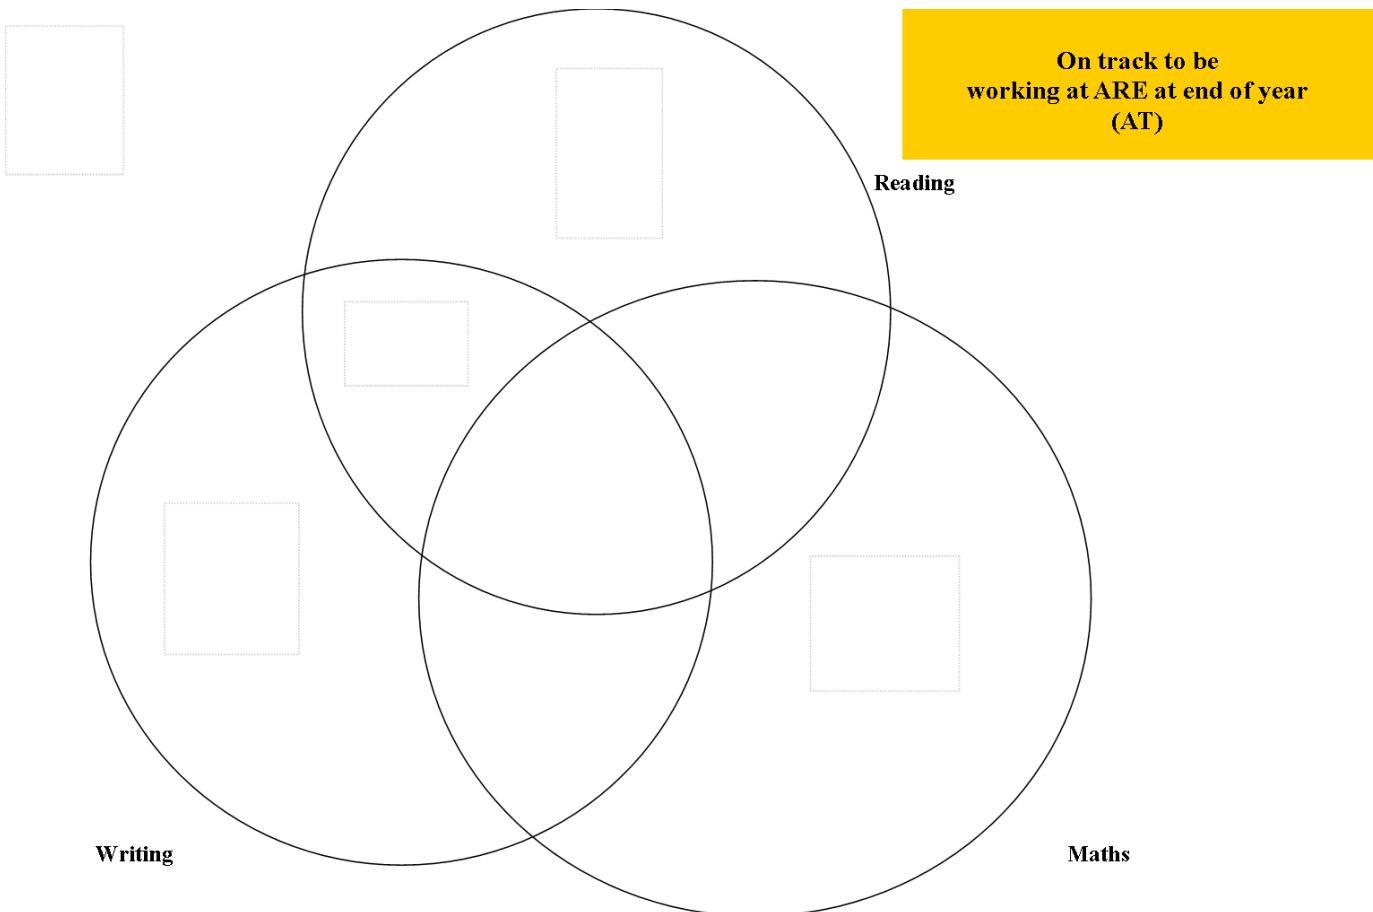 On track to be
working at ARE at end of year
(AT)
Reading
Writing
Maths